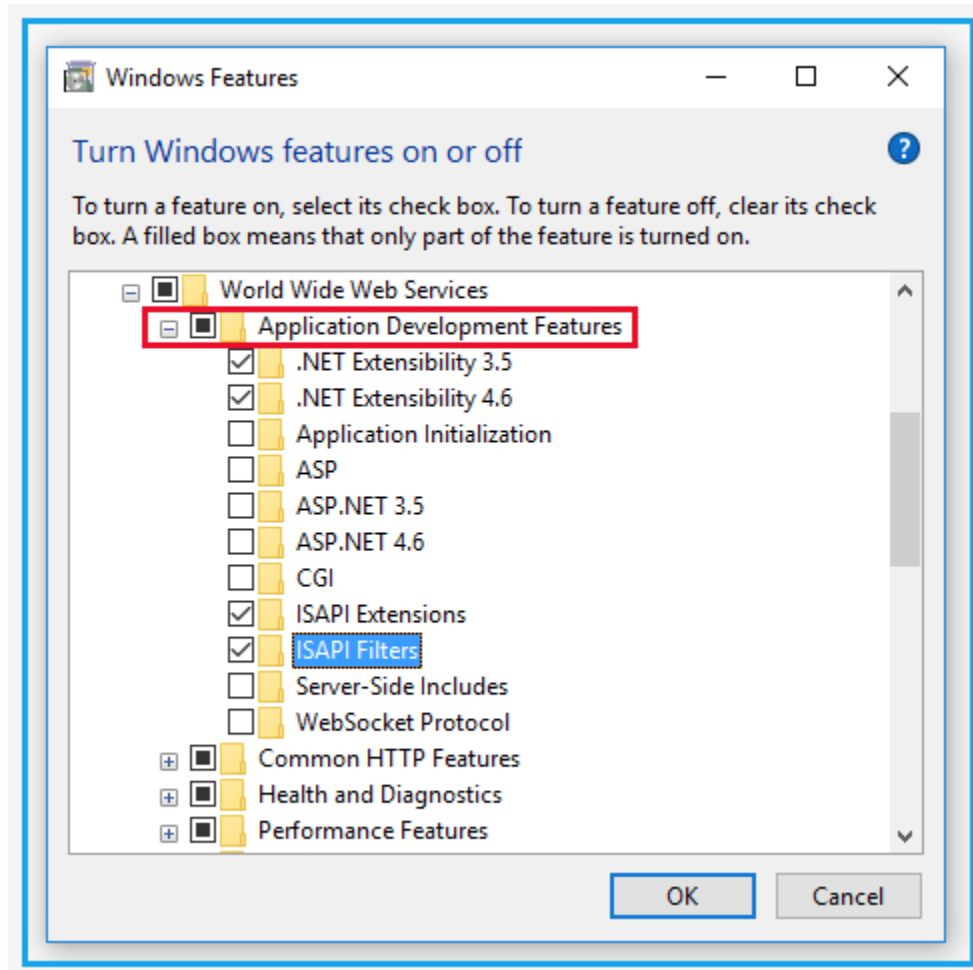 Windows Features
Turn Windows features on or off
To turn a feature on, select its check box. To turn a feature off, clear its check
box. A filled box means that only part of the feature is turned on.
World Wide Web Services
Application Development Features
.NET Extensibility 3.5
.NET Extensibility 4.6
Application Initialization
ASP
ASP.NET 3.5
ASP.NET 4.6
CGI
ISAPI Extensions
ISAPI Filters
Server-Side Includes
WebSocket Protocol
Common HTTP Features
Health and Diagnostics
Performance Features
OK
Cancel